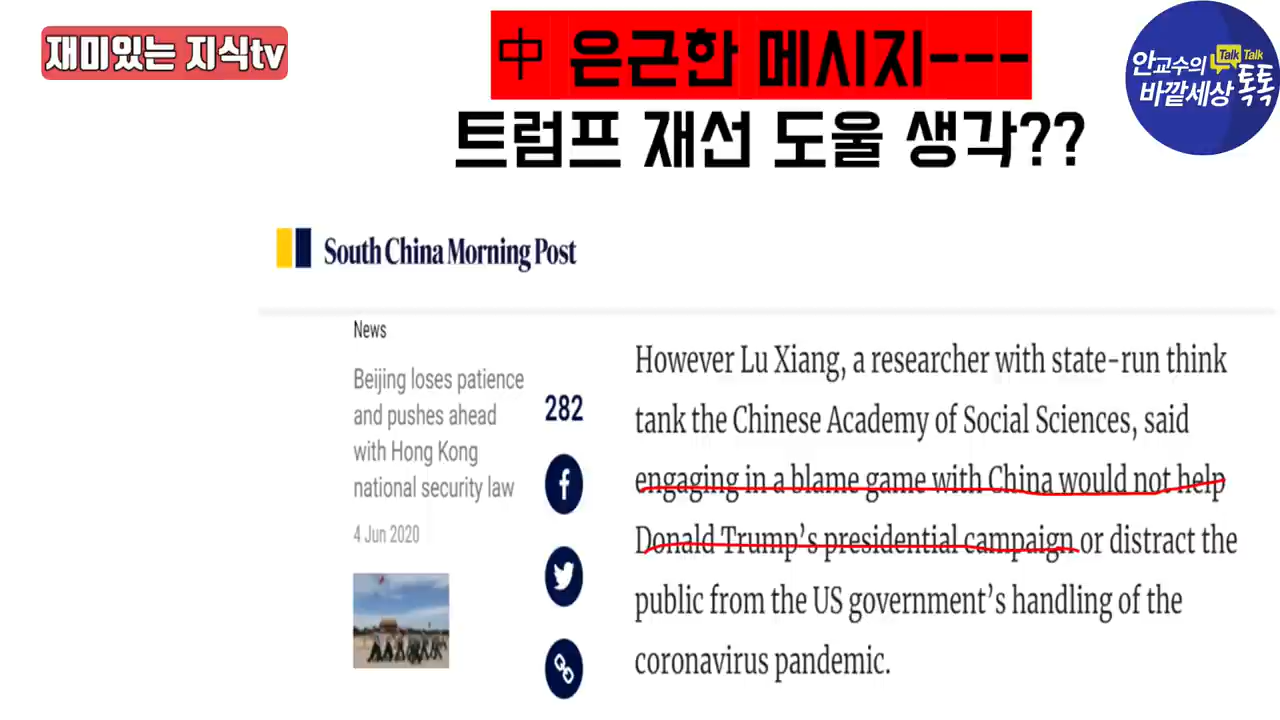 재미있는 지식tv
中 은근한 메시지---
트럼프 재선 도울 생각??
안교수의 Talk Talk
바깥세상 톡톡
South China Morning Post
News
Beijing loses patience
and pushes ahead
with Hong Kong
national security law
4 Jun 2020
282
However Lu Xiang, a researcher with state-run think
tank the Chinese Academy of Social Sciences, said
engaging in a blame game with China would not help
Donald Trump's presidential campaign or distract the
public from the US government's handling of the
coronavirus pandemic.